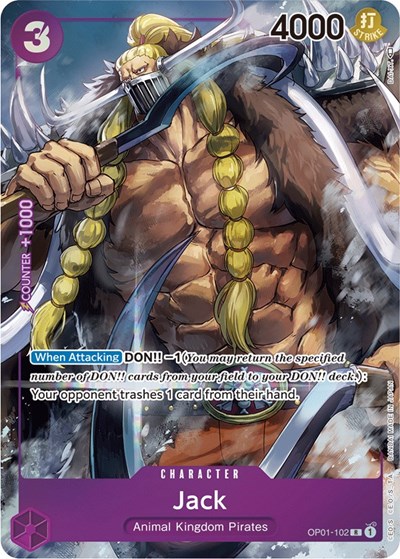 3
4000
打
STRIKE
COUNTER +1000
When Attacking DON!! −1(You may return the specified
number of DON!! cards from your field to your DON!! deck.):
Your opponent trashes 1 card from their hand.
CHARACTER
Jack
Animal Kingdom Pirates
OP01-102 R 1